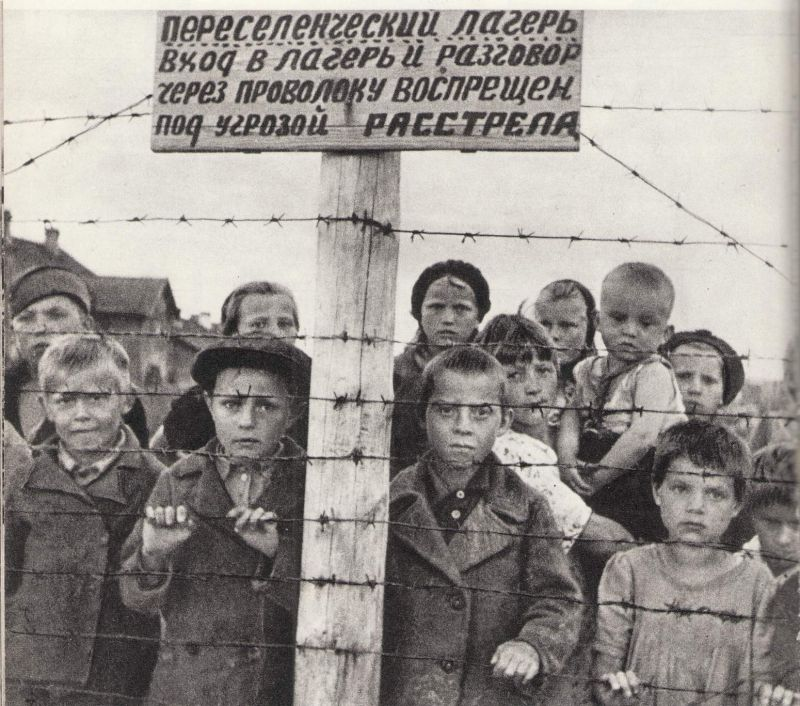 ПЕРЕСЕЛЕНЧЕСКИЙ ЛАГЕРЬ
ВХОД В ЛАГЕРЬ И РАЗГОВОР
ЧЕРЕЗ ПРОВОЛОКУ ВОСПРЕЩЕН
ПОД УГРОЗОЙ РАССТРЕЛА